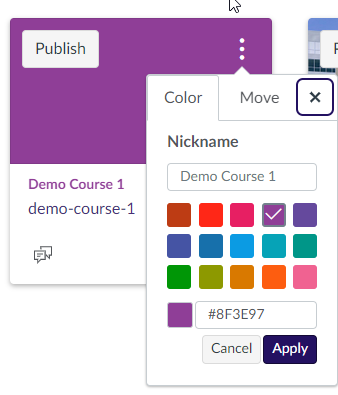 Publish
Color
Move
Nickname
Demo Course 1
Demo Course 1
demo-course-1
#8F3E97
Cancel
Apply